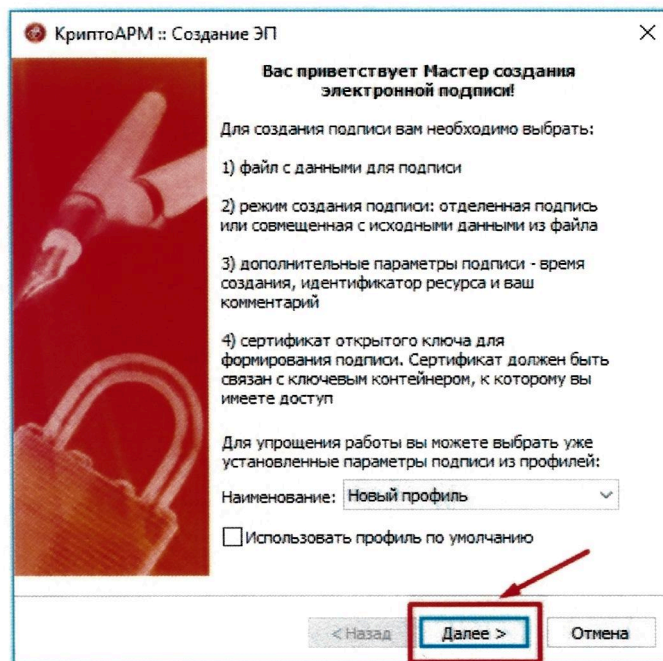 КриптоАРМ :: Создание ЭП
Вас приветствует Мастер создания
электронной подписи!
Для создания подписи вам необходимо выбрать:
1) файл с данными для подписи
2) режим создания подписи: отделенная подпись
или совмещенная с исходными данными из файла
3) дополнительные параметры подписи - время
создания, идентификатор ресурса и ваш
комментарий
4) сертификат открытого ключа для
формирования подписи. Сертификат должен быть
связан с ключевым контейнером, к которому вы
имеете доступ
Для упрощения работы вы можете выбрать уже
установленные параметры подписи из профилей:
Наименование: Новый профиль
Использовать профиль по умолчанию
< Назад Далее > Отмена